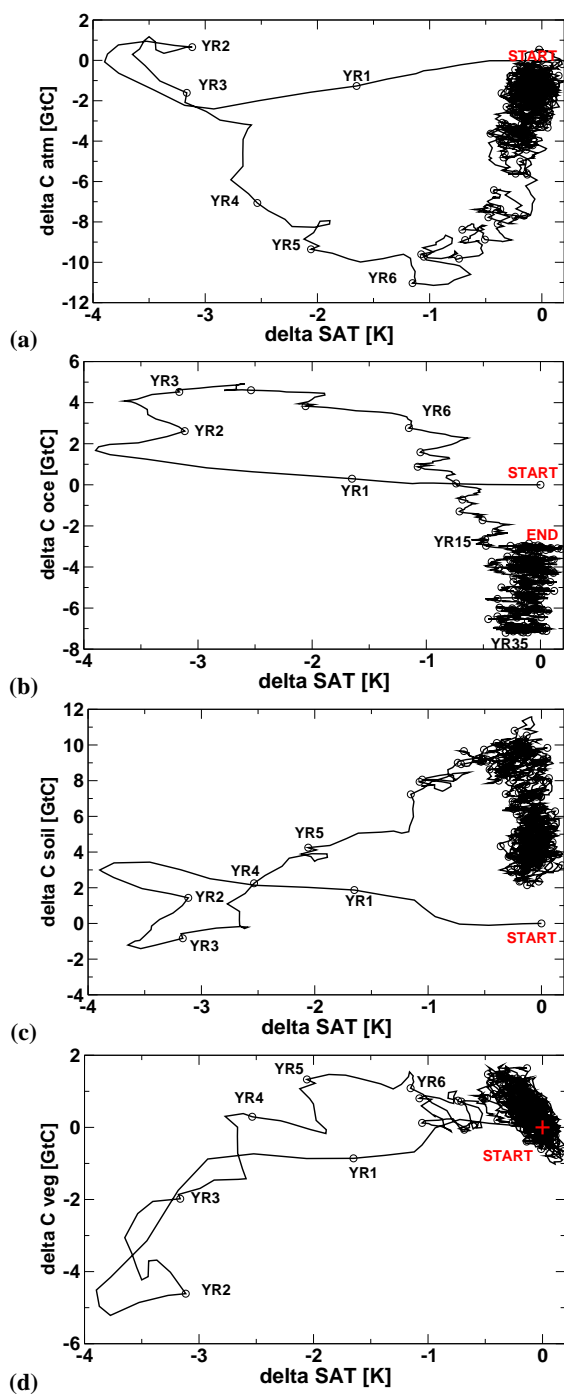 2
0
-2
-4
-6
-8
-10
-12
-4
-3
-2
-1
0
delta C atm [GtC]
delta SAT [K]
(a)
YR2
YR3
YR1
START
YR4
YR5
YR6
6
4
2
0
-2
-4
-6
-8
-4
-3
-2
-1
0
delta C oce [GtC]
delta SAT [K]
(b)
YR3
YR6
YR2
YR1
START
YR15
END
YR35
12
10
8
6
4
2
0
-2
-4
-4
-3
-2
-1
0
delta C soil [GtC]
delta SAT [K]
(c)
YR5
YR4
YR2
YR1
YR3
START
2
0
-2
-4
-6
-4
-3
-2
-1
0
delta C veg [GtC]
delta SAT [K]
(d)
YR5
YR6
YR4
YR1
START
YR3
YR2